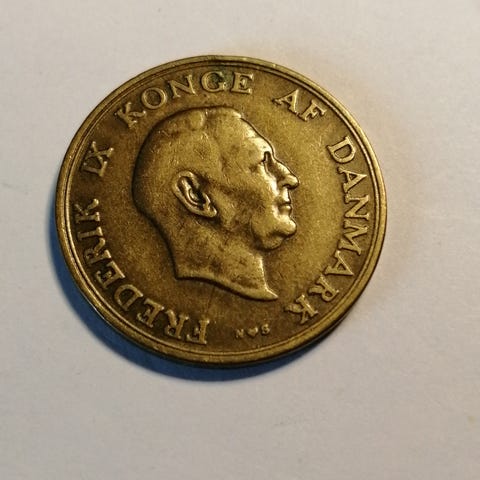 FREDERIK IX KONGE AF DANMARK
N♥S